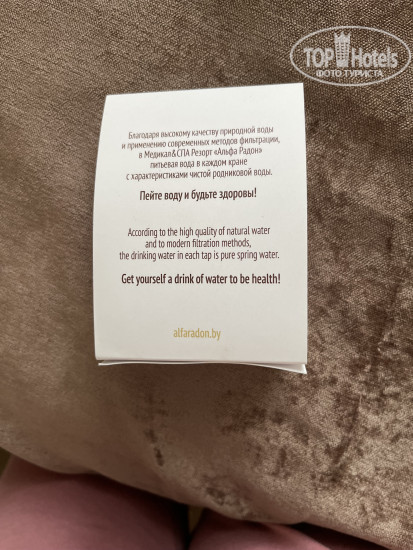 TOP Hotels
ФОТО ТУРИСТА
Благодаря высокому качеству природной воды
и применению современных методов фильтрации,
в Медикал&СПА Резорт «Альфа Радон»
питьевая вода в каждом кране
с характеристиками чистой родниковой воды.
Пейте воду и будьте здоровы!
According to the high quality of natural water
and to modern filtration methods,
the drinking water in each tap is pure spring water.
Get yourself a drink of water to be health!
alfaradon.by